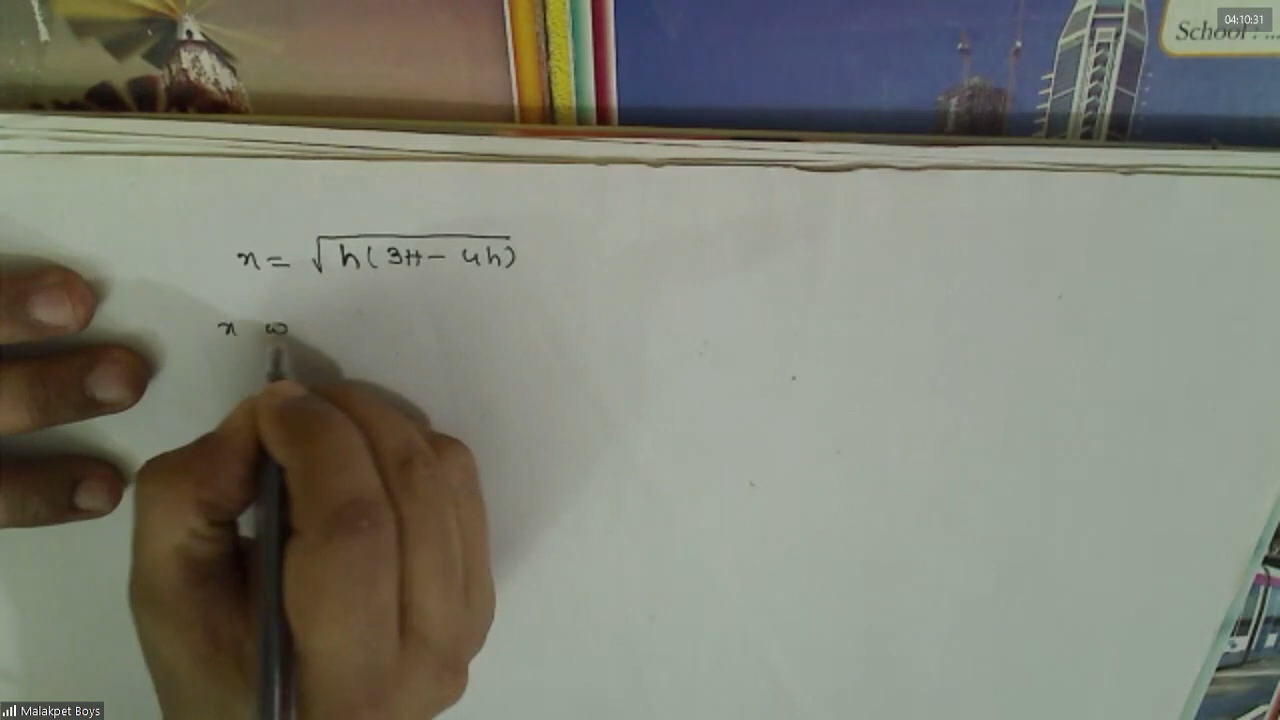 04:10:31
School : ...
x = √h(3H - 4h)
x w
Malakpet Boys